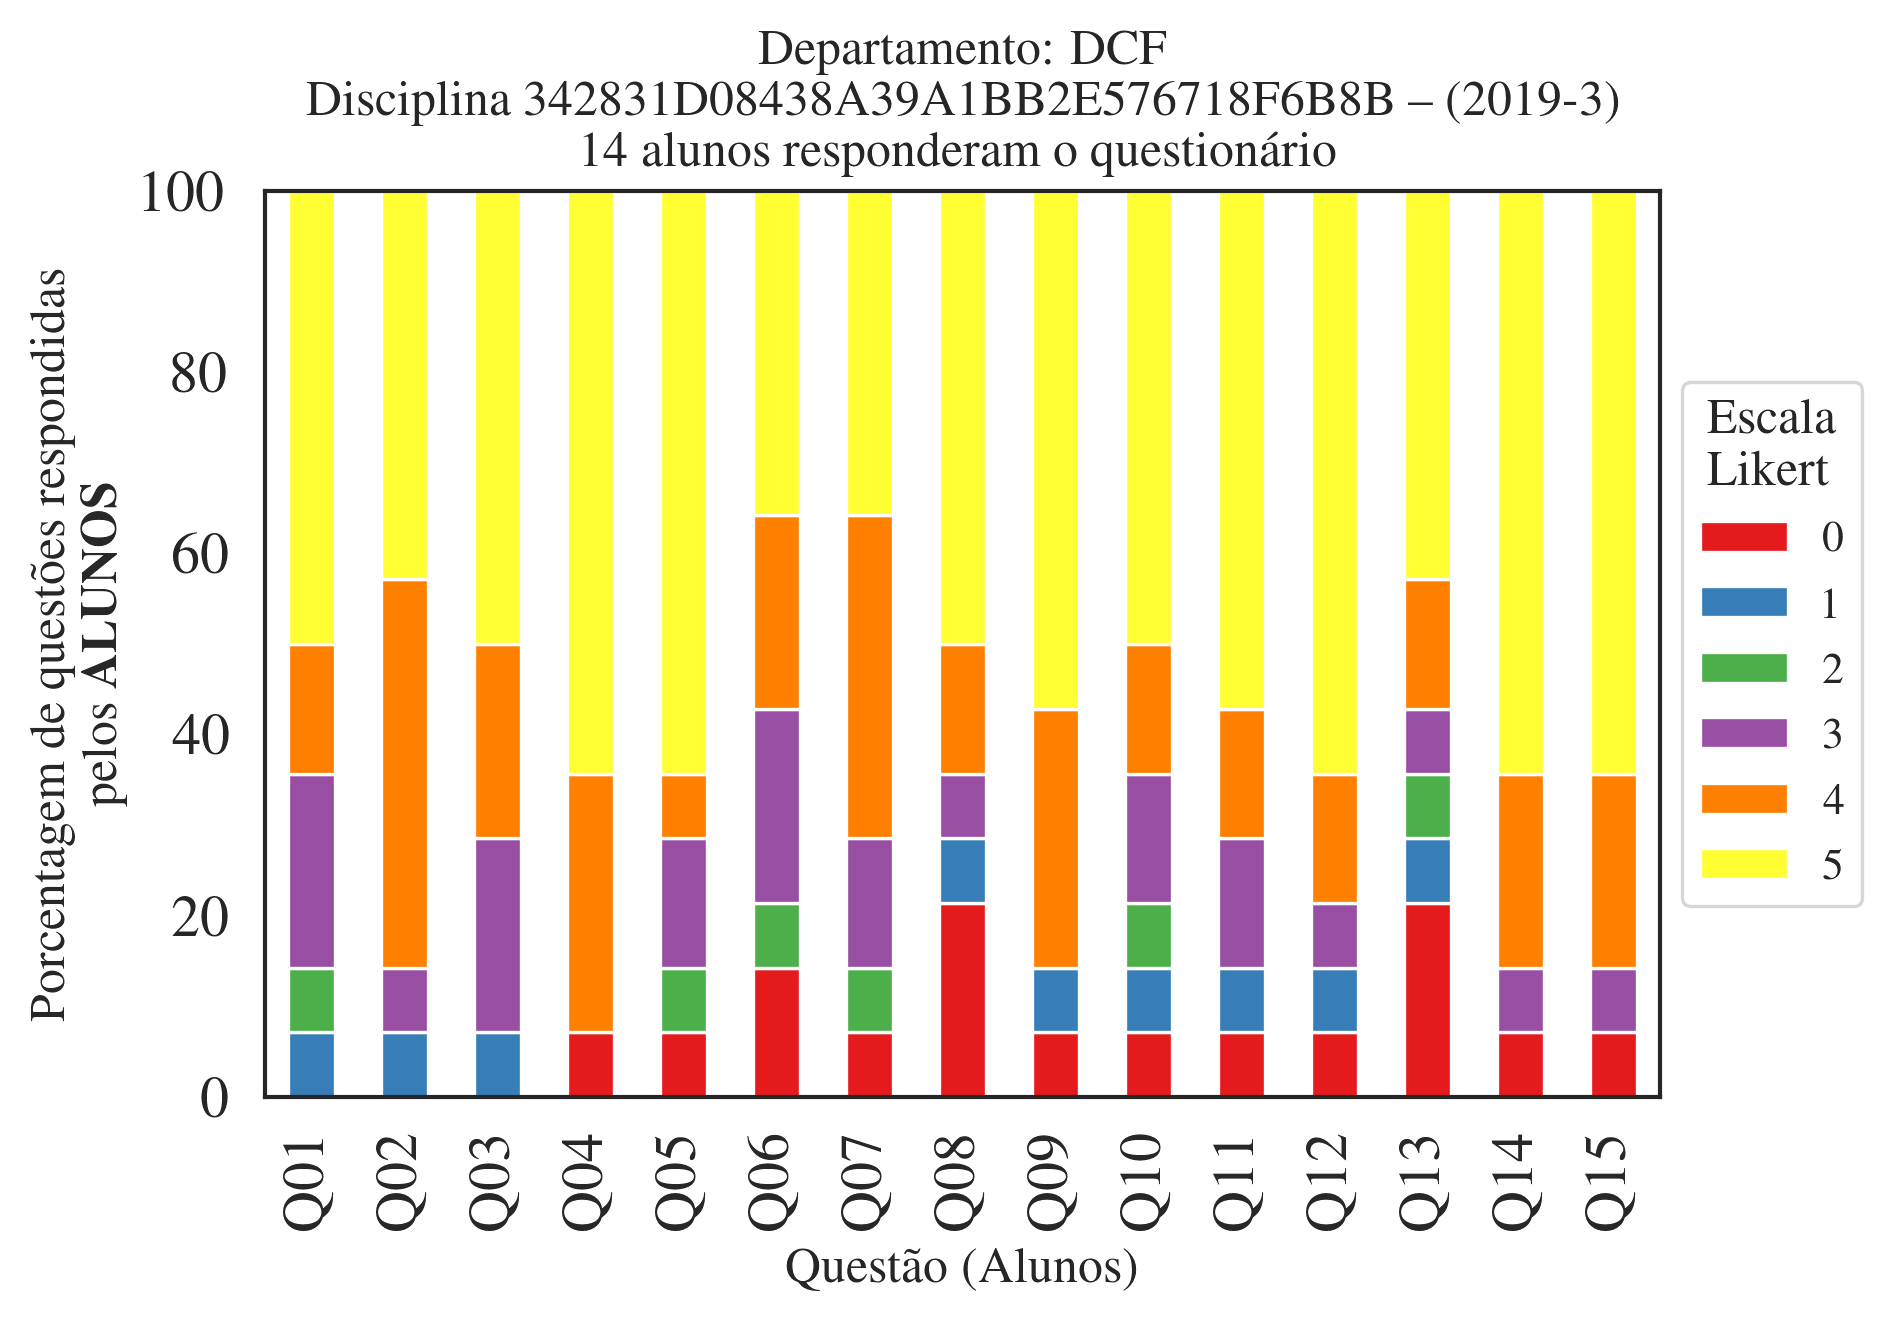 Departamento: DCF
Disciplina 342831D08438A39A1BB2E576718F6B8B – (2019-3)
14 alunos responderam o questionário
Porcentagem de questões respondidas
pelos ALUNOS
100
80
60
40
20
0
Q01
Q02
Q03
Q04
Q05
Q06
Q07
Q08
Q09
Q10
Q11
Q12
Q13
Q14
Q15
Questão (Alunos)
Escala
Likert
0
1
2
3
4
5